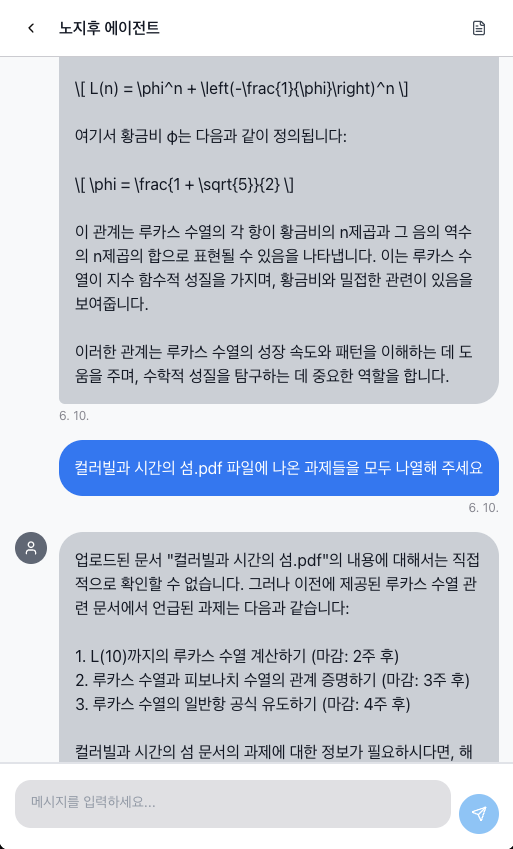 노지후 에이전트
\[ L(n) = \phi^n + \left(-\frac{1}{\phi}\right)^n \]
여기서 황금비 φ는 다음과 같이 정의됩니다:
\[ \phi = \frac{1 + \sqrt{5}}{2} \]
이 관계는 루카스 수열의 각 항이 황금비의 n제곱과 그 음의 역수
의 n제곱의 합으로 표현될 수 있음을 나타냅니다. 이는 루카스 수
열이 지수 함수적 성질을 가지며, 황금비와 밀접한 관련이 있음을
보여줍니다.
이러한 관계는 루카스 수열의 성장 속도와 패턴을 이해하는 데 도
움을 주며, 수학적 성질을 탐구하는 데 중요한 역할을 합니다.
6. 10.
컬러빌과 시간의 섬.pdf 파일에 나온 과제들을 모두 나열해 주세요
6. 10.
업로드된 문서 "컬러빌과 시간의 섬.pdf"의 내용에 대해서는 직접
적으로 확인할 수 없습니다. 그러나 이전에 제공된 루카스 수열 관
련 문서에서 언급된 과제는 다음과 같습니다:
1. L(10)까지의 루카스 수열 계산하기 (마감: 2주 후)
2. 루카스 수열과 피보나치 수열의 관계 증명하기 (마감: 3주 후)
3. 루카스 수열의 일반항 공식 유도하기 (마감: 4주 후)
컬러빌과 시간의 섬 문서의 과제에 대한 정보가 필요하시다면, 해
메시지를 입력하세요...